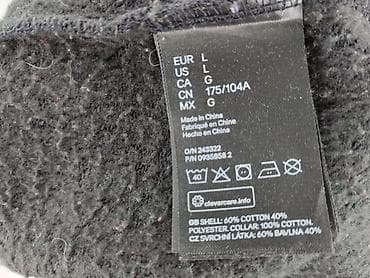 EUR L
US L
CA G
CN 175/104A
MX G
Made in China
Fabriqué en Chine
Hecho en China
O/N 243322
P/N 0935858 2
40
clevercare.info
GB SHELL: 60% COTTON 40%
POLYESTER. COLLAR: 100% COTTON.
CZ SVRCHNÍ LÁTKA: 60% BAVLNA 40%